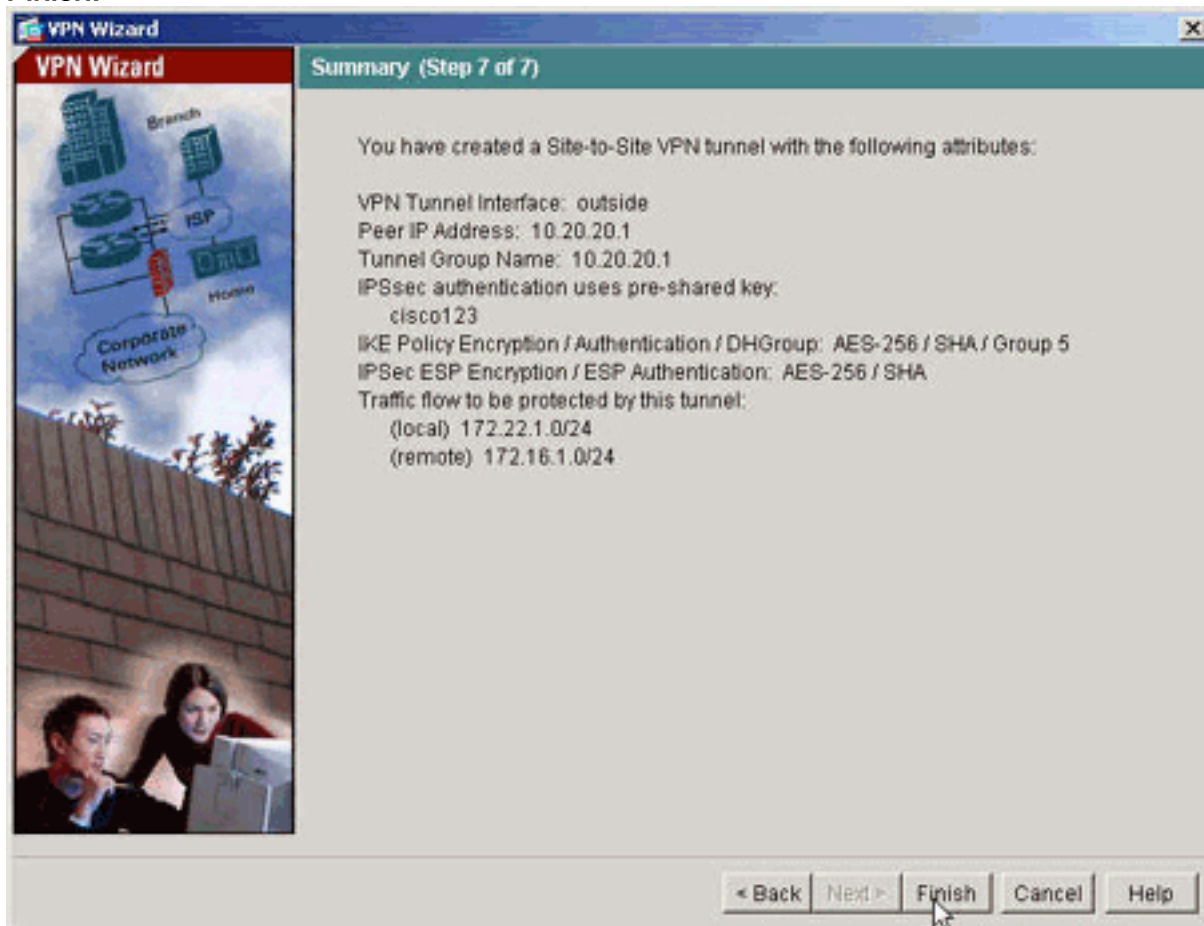 VPN Wizard
VPN Wizard
Summary (Step 7 of 7)
Branch
ISP
Home
Corporate
Network
You have created a Site-to-Site VPN tunnel with the following attributes:
VPN Tunnel Interface: outside
Peer IP Address: 10.20.20.1
Tunnel Group Name: 10.20.20.1
IPSsec authentication uses pre-shared key:
cisco123
IKE Policy Encryption / Authentication / DHGroup: AES-256 / SHA / Group 5
IPSec ESP Encryption / ESP Authentication: AES-256 / SHA
Traffic flow to be protected by this tunnel:
(local) 172.22.1.0/24
(remote) 172.16.1.0/24
< Back Next > Finish Cancel Help